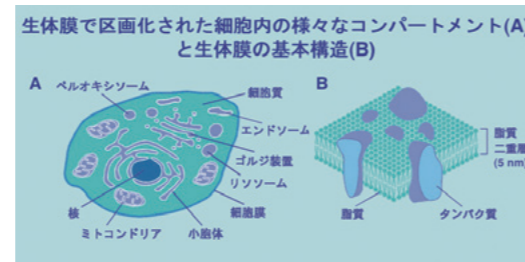 生体膜で区画化された細胞内の様々なコンパートメント(A)
と生体膜の基本構造(B)
A
ペルオキシソーム
細胞質
エンドソーム
ゴルジ装置
リソソーム
細胞膜
核
ミトコンドリア
小胞体
B
脂質
二重層
(5 nm)
脂質
タンパク質